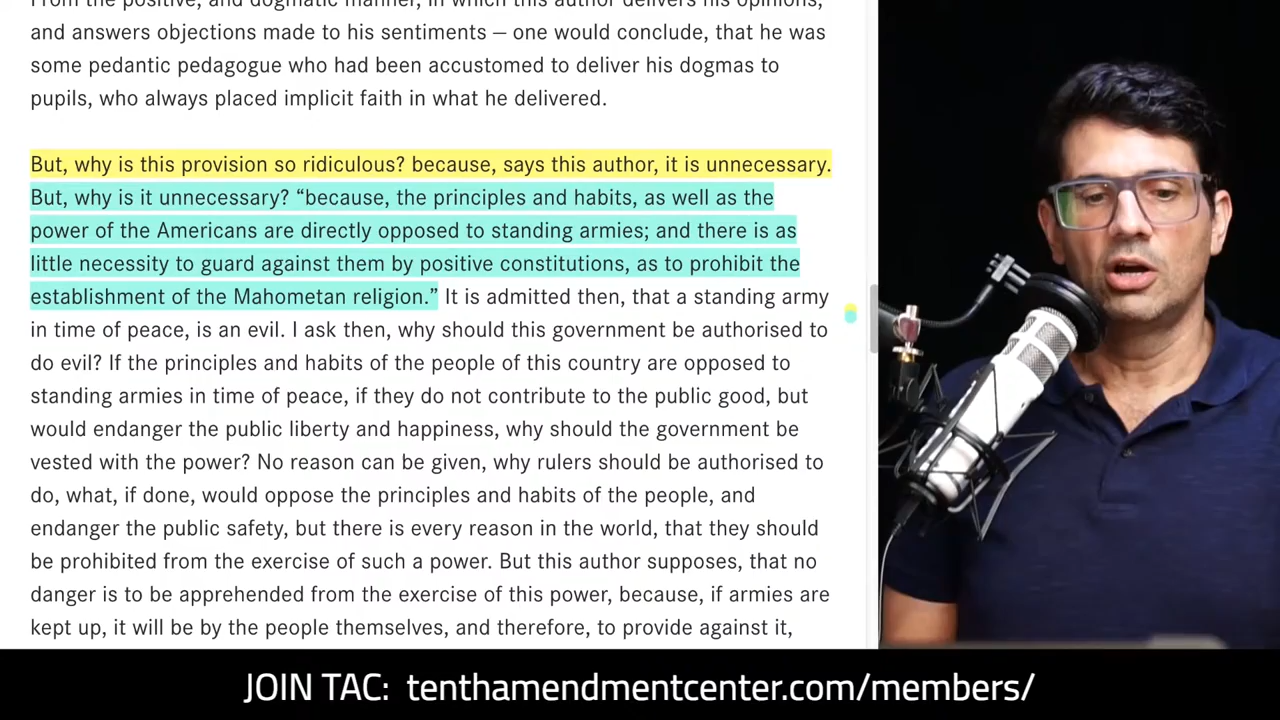 From the positive, and dogmatic manner, in which this author delivers his opinions,
and answers objections made to his sentiments — one would conclude, that he was
some pedantic pedagogue who had been accustomed to deliver his dogmas to
pupils, who always placed implicit faith in what he delivered.
But, why is this provision so ridiculous? because, says this author, it is unnecessary.
But, why is it unnecessary? “because, the principles and habits, as well as the
power of the Americans are directly opposed to standing armies; and there is as
little necessity to guard against them by positive constitutions, as to prohibit the
establishment of the Mahometan religion.” It is admitted then, that a standing army
in time of peace, is an evil. I ask then, why should this government be authorised to
do evil? If the principles and habits of the people of this country are opposed to
standing armies in time of peace, if they do not contribute to the public good, but
would endanger the public liberty and happiness, why should the government be
vested with the power? No reason can be given, why rulers should be authorised to
do, what, if done, would oppose the principles and habits of the people, and
endanger the public safety, but there is every reason in the world, that they should
be prohibited from the exercise of such a power. But this author supposes, that no
danger is to be apprehended from the exercise of this power, because, if armies are
kept up, it will be by the people themselves, and therefore, to provide against it,
JOIN TAC: tenthamendmentcenter.com/members/